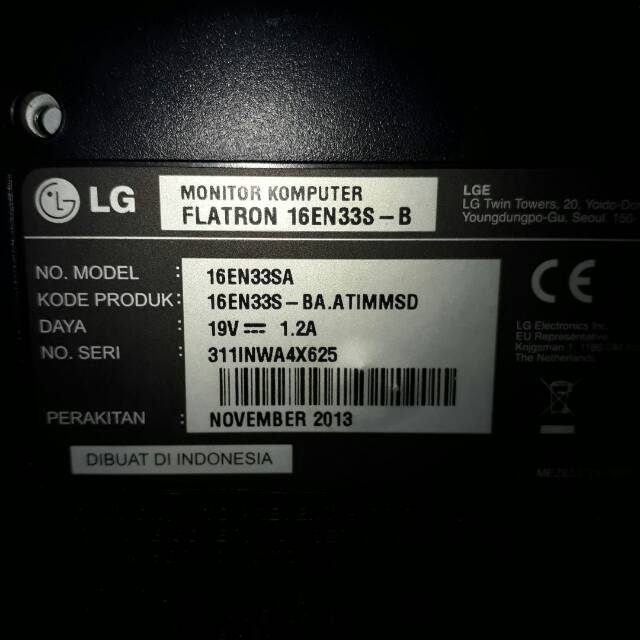 LG
MONITOR KOMPUTER
FLATRON 16EN33S-B
LGE
LG Twin Towers, 20, Yoido-Do
Youngdungpo-Gu, Seoul 150
NO. MODEL : 16EN33SA
KODE PRODUK: 16EN33S-BA.ATIMMSD
DAYA : 19V 1.2A
NO. SERI : 311INWA4X625
PERAKITAN : NOVEMBER 2013
DIBUAT DI INDONESIA
CE
LG Electronics Inc.
EU Representative
The Netherlands